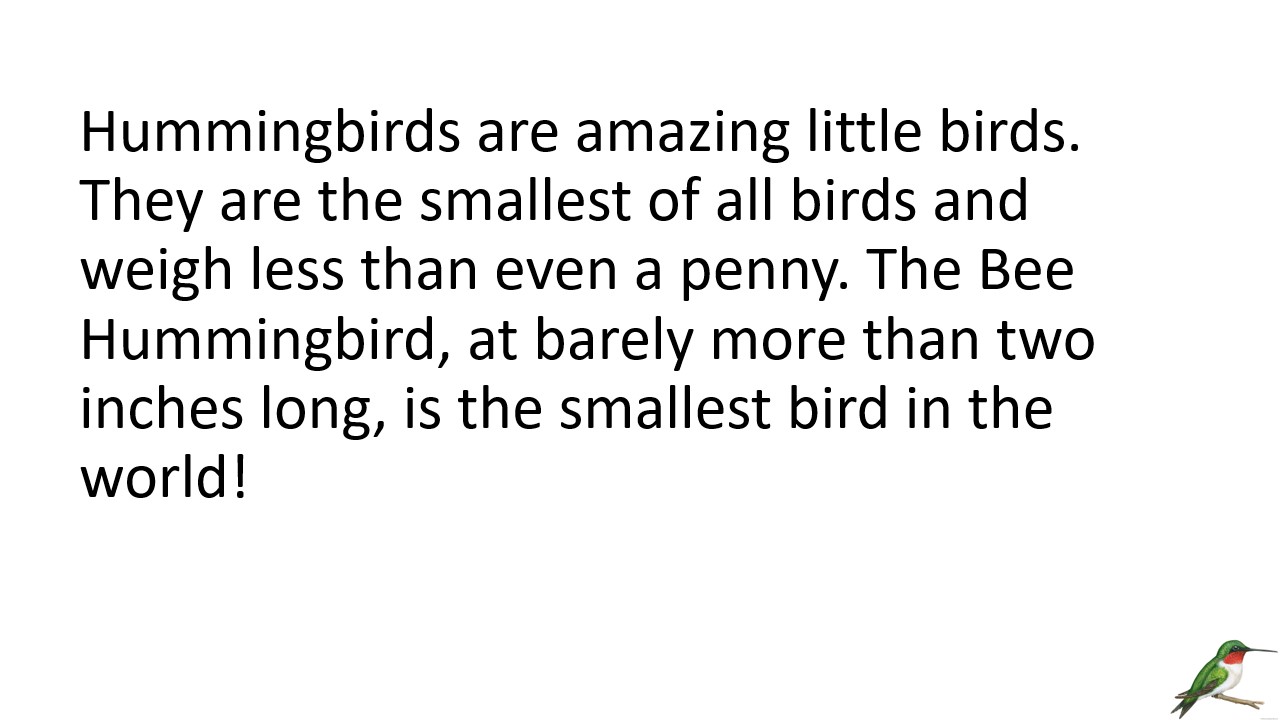 Hummingbirds are amazing little birds.
They are the smallest of all birds and
weigh less than even a penny. The Bee
Hummingbird, at barely more than two
inches long, is the smallest bird in the
world!